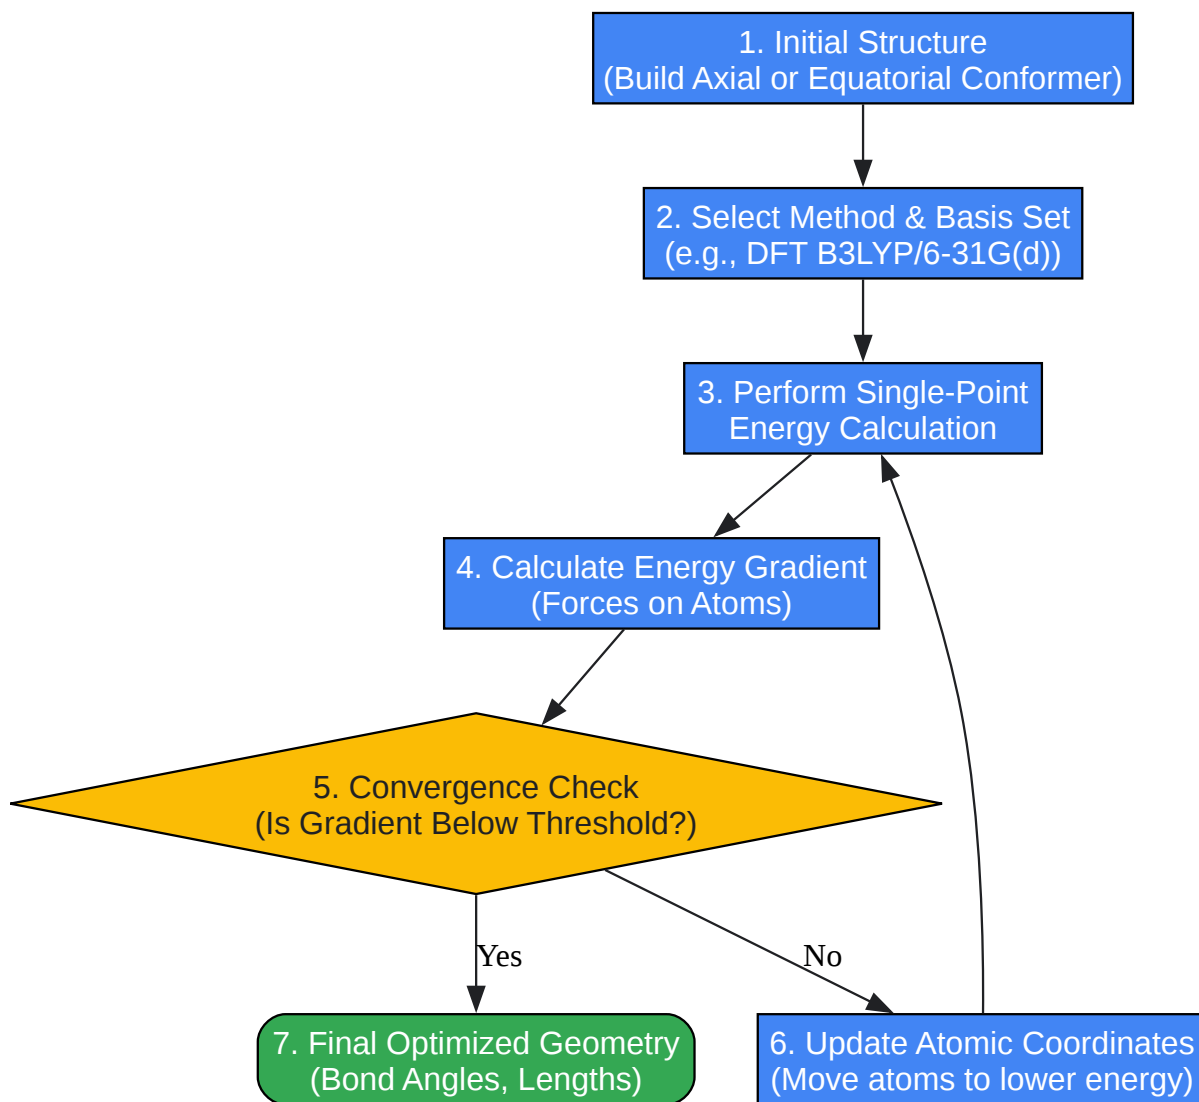 1. Initial Structure
(Build Axial or Equatorial Conformer)
2. Select Method & Basis Set
(e.g., DFT B3LYP/6-31G(d))
3. Perform Single-Point
Energy Calculation
4. Calculate Energy Gradient
(Forces on Atoms)
5. Convergence Check
(Is Gradient Below Threshold?)
Yes
No
7. Final Optimized Geometry
(Bond Angles, Lengths)
6. Update Atomic Coordinates
(Move atoms to lower energy)